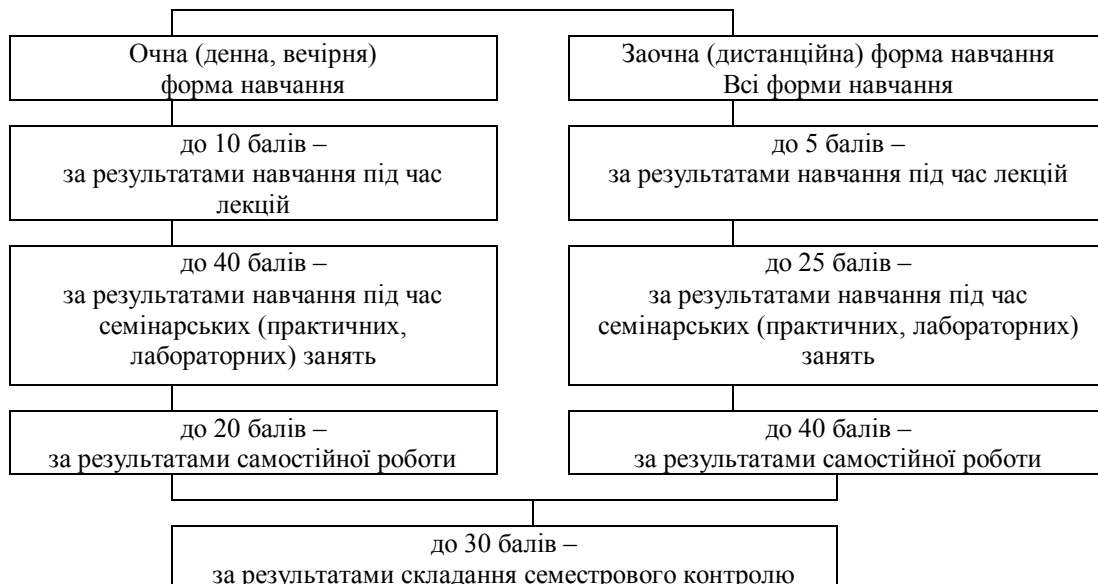 Очна (денна, вечірня)
форма навчання
Заочна (дистанційна) форма навчання
Всі форми навчання
до 10 балів –
за результатами навчання під час
лекцій
до 5 балів –
за результатами навчання під час лекцій
до 40 балів –
за результатами навчання під час
семінарських (практичних,
лабораторних) занять
до 25 балів –
за результатами навчання під час
семінарських (практичних, лабораторних)
занять
до 20 балів –
за результатами самостійної роботи
до 40 балів –
за результатами самостійної роботи
до 30 балів –
за результатами складання семестрового контролю